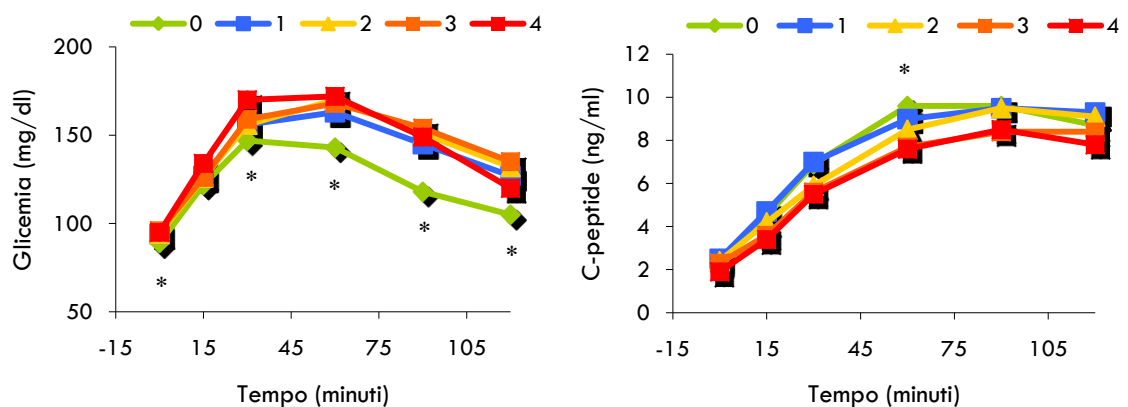 0 1 2 3 4
200
150
100
50
Glicemia (mg/dl)
* * * * *
-15 15 45 75 105
Tempo (minuti)
0 1 2 3 4
12
10
8
6
4
2
0
C-peptide (ng/ml)
*
-15 15 45 75 105
Tempo (minuti)